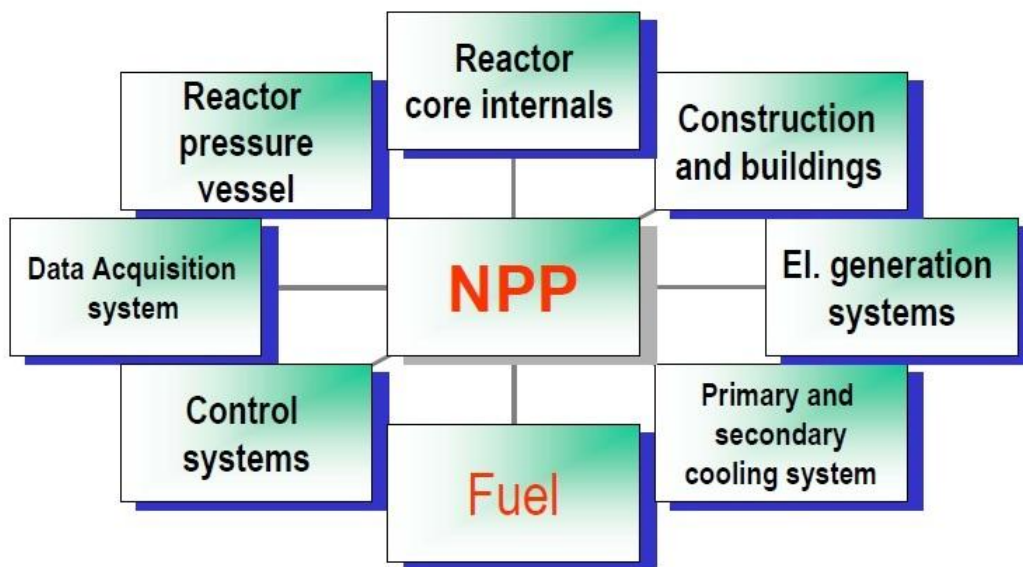 Reactor
core internals
Reactor
pressure
vessel
Construction
and buildings
Data Acquisition
system
NPP
El. generation
systems
Control
systems
Fuel
Primary and
secondary
cooling system